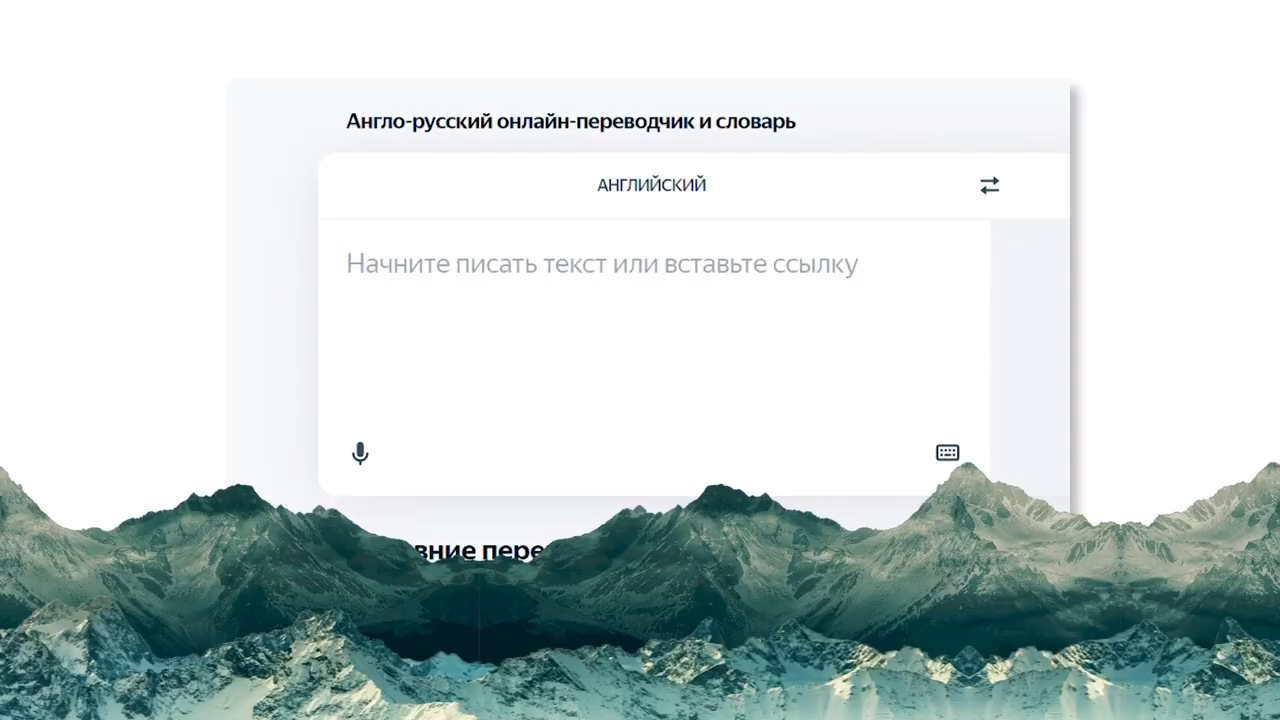 Англо-русский онлайн-переводчик и словарь
АНГЛИЙСКИЙ
Начните писать текст или вставьте ссылку